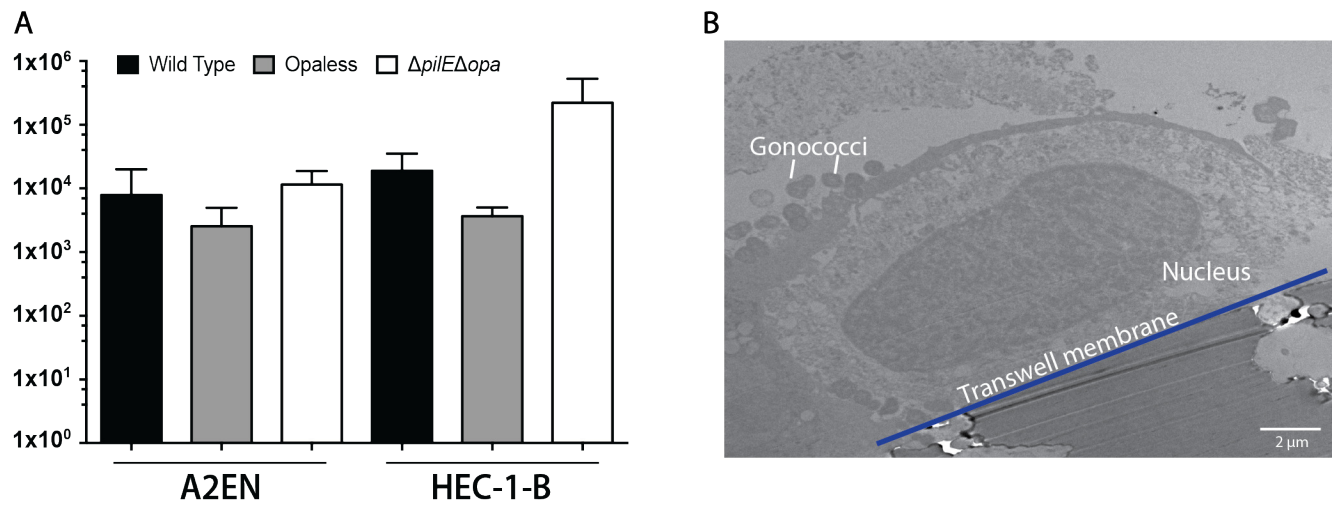 A
1x10⁶
1x10⁵
1x10⁴
1x10³
1x10²
1x10¹
1x10⁰
Wild Type Opaless ΔpilEΔopa
A2EN HEC-1-B
B
Gonococci
Nucleus
Transwell membrane
2 μm